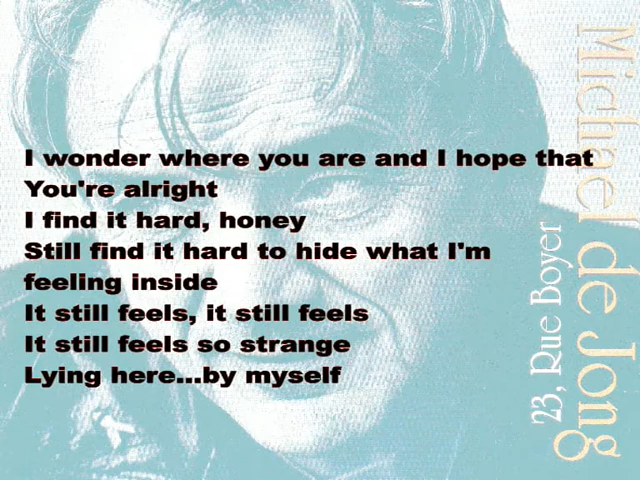 I wonder where you are and I hope that
You're alright
I find it hard, honey
Still find it hard to hide what I'm
feeling inside
It still feels, it still feels
It still feels so strange
Lying here...by myself
Michael de Jong
23, Rue Boyer